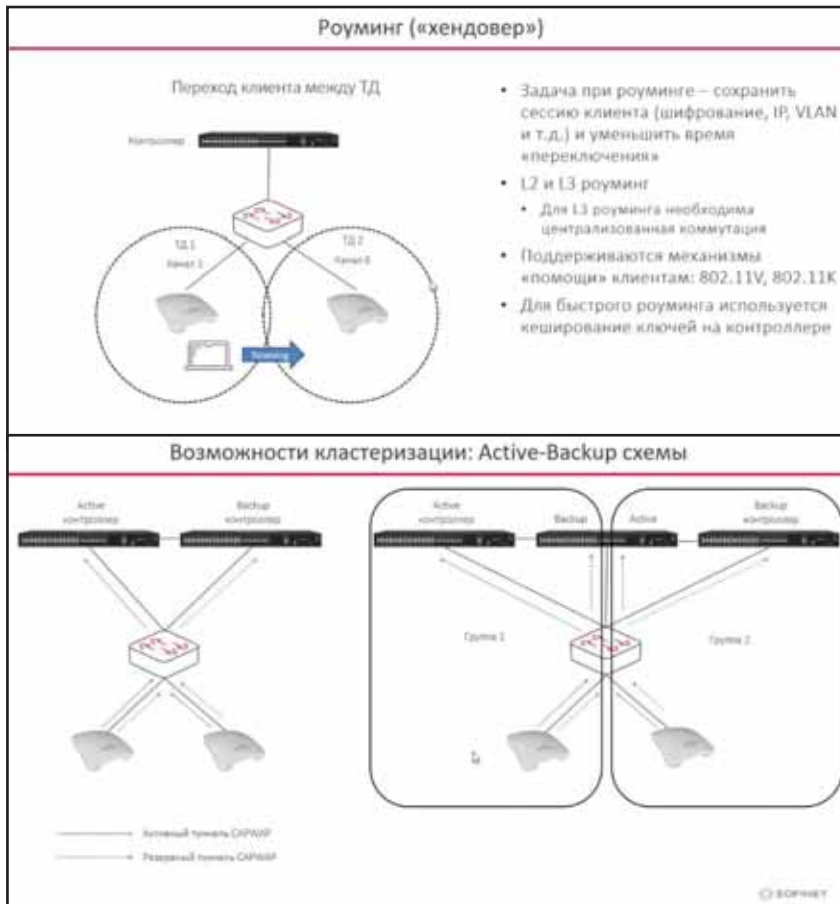 Роуминг («хендовер»)
Переход клиента между ТД
Контроллер
ТД 1
Канал 1
ТД 2
Канал 6
Roaming
• Задача при роуминге – сохранить
сессию клиента (шифрование, IP, VLAN
и т.д.) и уменьшить время
«переключения»
• L2 и L3 роуминг
• Для L3 роуминга необходима
централизованная коммутация
• Поддерживаются механизмы
«помощи» клиентам: 802.11V, 802.11K
• Для быстрого роуминга используется
кеширование ключей на контроллере
Возможности кластеризации: Active-Backup схемы
Active
контроллер
Backup
контроллер
Active
контроллер
Backup
Active
Backup
контроллер
Группа 1
Группа 2
Активный туннель CAPWAP
Резервный туннель CAPWAP